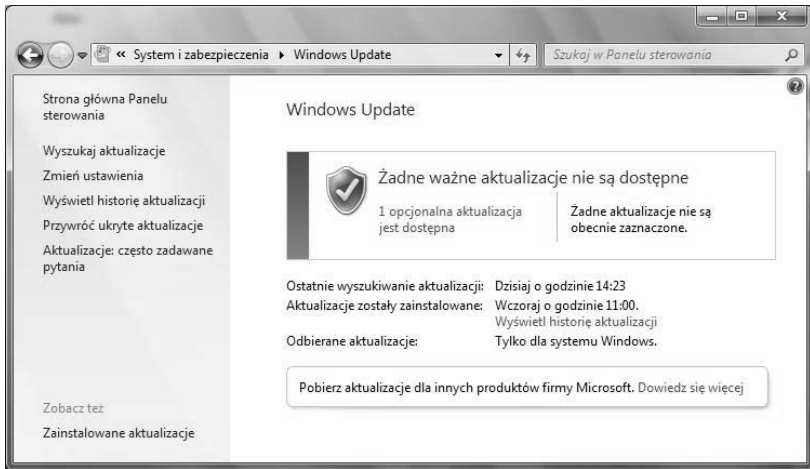 « System i zabezpieczenia ▸ Windows Update
Szukaj w Panelu sterowania
Strona główna Panelu
sterowania
Wyszukaj aktualizacje
Zmień ustawienia
Wyświetl historię aktualizacji
Przywróć ukryte aktualizacje
Aktualizacje: często zadawane
pytania
Zobacz też
Zainstalowane aktualizacje
Windows Update
Żadne ważne aktualizacje nie są dostępne
1 opcjonalna aktualizacja
jest dostępna
Żadne aktualizacje nie są
obecnie zaznaczone.
Ostatnie wyszukiwanie aktualizacji: Dzisiaj o godzinie 14:23
Aktualizacje zostały zainstalowane: Wczoraj o godzinie 11:00.
Wyświetl historię aktualizacji
Odbierane aktualizacje: Tylko dla systemu Windows.
Pobierz aktualizacje dla innych produktów firmy Microsoft. Dowiedz się więcej